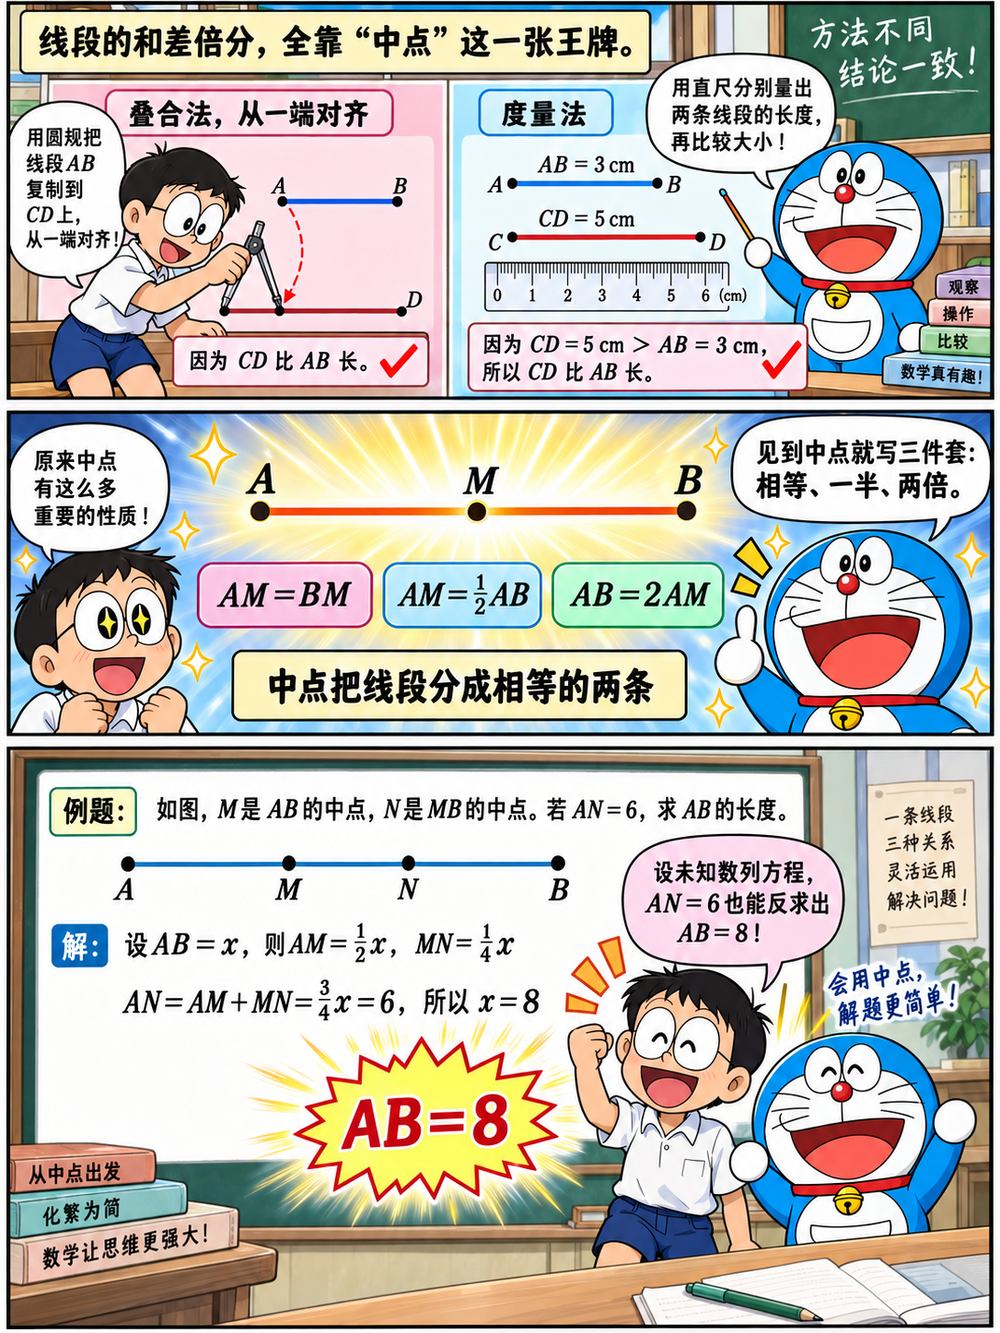 线段的和差倍分，全靠“中点”这一张王牌。
方法不同
结论一致！
叠合法，从一端对齐
用圆规把
线段AB
复制到
CD上，
从一端对齐！
A
B
D
因为 CD 比 AB 长。
度量法
用直尺分别量出
两条线段的长度，
再比较大小！
AB = 3 cm
A
B
CD = 5 cm
C
D
0 1 2 3 4 5 6 (cm)
因为 CD = 5 cm > AB = 3 cm，
所以 CD 比 AB 长。
观察
操作
比较
数学真有趣！
原来中点
有这么多
重要的性质！
A M B
见到中点就写三件套：
相等、一半、两倍。
AM=BM
AM=1/2AB
AB=2AM
中点把线段分成相等的两条
例题：
如图，M是AB的中点，N是MB的中点。若AN=6，求AB的长度。
A M N B
解：
设AB=x，则AM=1/2x，MN=1/4x
AN=AM+MN=3/4x=6，所以 x=8
AB=8
设未知数列方程，
AN=6也能反求出
AB=8！
一条线段
三种关系
灵活运用
解决问题！
会用中点，
解题更简单！
从中点出发
化繁为简
数学让思维更强大！